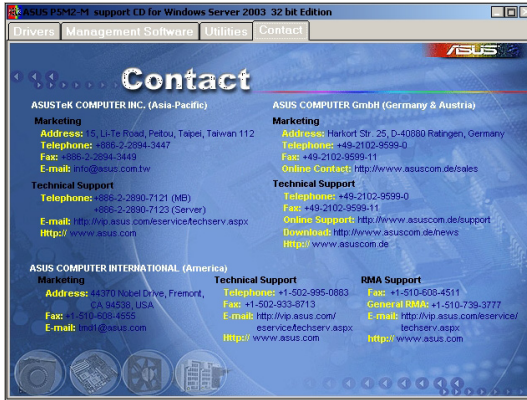 ASUS P5M2-M support CD for Windows Server 2003 32 bit Edition
Drivers Management Software Utilities Contact
ASUS
Contact
ASUSTeK COMPUTER INC. (Asia-Pacific)
Marketing
Address: 15, Li-Te Road, Peitou, Taipei, Taiwan 112
Telephone: +886-2-2894-3447
Fax: +886-2-2894-3449
E-mail: info@asus.com.tw
Technical Support
Telephone: +886-2-2890-7121 (MB)
+886-2-2890-7123 (Server)
E-mail: http://vip.asus.com/eservice/techserv.aspx
Http:// www.asus.com
ASUS COMPUTER GmbH (Germany & Austria)
Marketing
Address: Harkort Str. 25, D-40880 Ratingen, Germany
Telephone: +49-2102-9599-0
Fax: +49-2102-9599-11
Online Contact: http://www.asuscom.de/sales
Technical Support
Telephone: +49-2102-9599-0
Fax: +49-2102-9599-11
Online Support: http://www.asuscom.de/support
Download: http://www.asuscom.de/news
Http:// www.asuscom.de
ASUS COMPUTER INTERNATIONAL (America)
Marketing
Address: 44370 Nobel Drive, Fremont,
CA 94538, USA
Fax: +1-510-608-4555
E-mail: tmd1@asus.com
Technical Support
Telephone: +1-502-995-0883
Fax: +1-502-933-8713
E-mail: http://vip.asus.com/
eservice/techserv.aspx
Http:// www.asus.com
RMA Support
Fax: +1-510-608-4511
General RMA: +1-510-739-3777
E-mail: http://vip.asus.com/eservice/
techserv.aspx
http:// www.asus.com